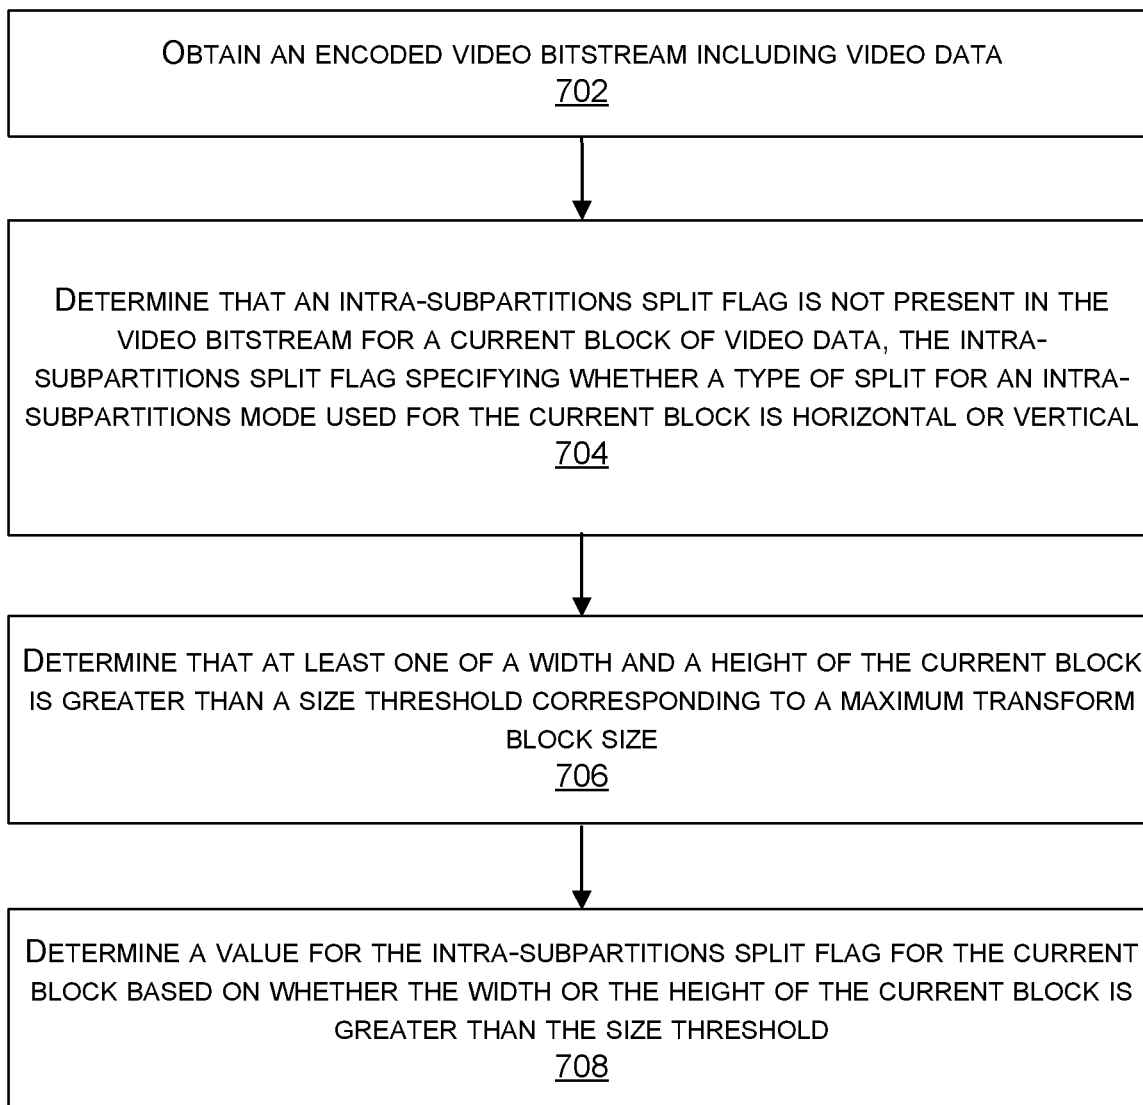 OBTAIN AN ENCODED VIDEO BITSTREAM INCLUDING VIDEO DATA
702
DETERMINE THAT AN INTRA-SUBPARTITIONS SPLIT FLAG IS NOT PRESENT IN THE
VIDEO BITSTREAM FOR A CURRENT BLOCK OF VIDEO DATA, THE INTRA-
SUBPARTITIONS SPLIT FLAG SPECIFYING WHETHER A TYPE OF SPLIT FOR AN INTRA-
SUBPARTITIONS MODE USED FOR THE CURRENT BLOCK IS HORIZONTAL OR VERTICAL
704
DETERMINE THAT AT LEAST ONE OF A WIDTH AND A HEIGHT OF THE CURRENT BLOCK
IS GREATER THAN A SIZE THRESHOLD CORRESPONDING TO A MAXIMUM TRANSFORM
BLOCK SIZE
706
DETERMINE A VALUE FOR THE INTRA-SUBPARTITIONS SPLIT FLAG FOR THE CURRENT
BLOCK BASED ON WHETHER THE WIDTH OR THE HEIGHT OF THE CURRENT BLOCK IS
GREATER THAN THE SIZE THRESHOLD
708